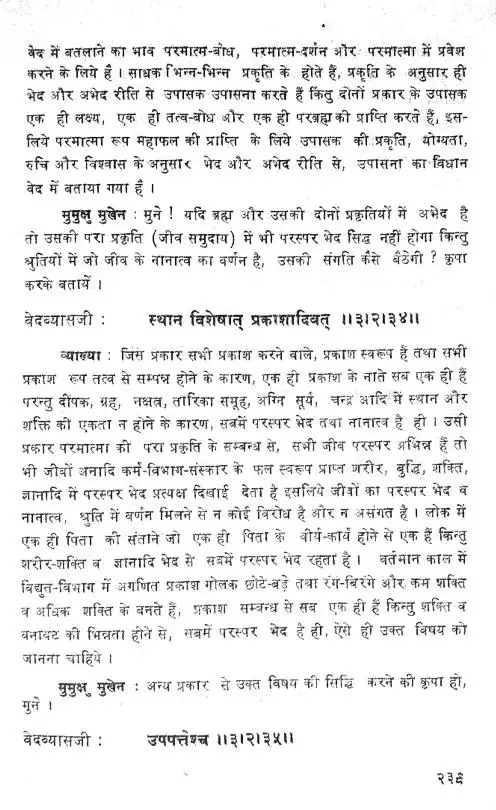 वेद में बतलाने का भाव परमात्म-बोध, परमात्म-दर्शन और परमात्मा में प्रवेश
करने के लिये है । साधक भिन्न-भिन्न प्रकृति के होते हैं, प्रकृति के अनुसार ही
भेद और अभेद रीति से उपासक उपासना करते हैं किंतु दोनों प्रकार के उपासक
एक ही लक्ष्य, एक ही तत्व-बोध और एक ही परब्रह्म की प्राप्ति करते हैं, इस-
लिये परमात्मा रूप महाफल की प्राप्ति के लिये उपासक की प्रकृति, योग्यता,
रुचि और विश्वास के अनुसार भेद और अभेद रीति से, उपासना का विधान
वेद में बताया गया है ।
मुमुक्षु मुखेन : मुने ! यदि ब्रह्म और उसकी दोनों प्रकृतियों में अभेद है
तो उसकी परा प्रकृति (जीव समुदाय) में भी परस्पर भेद सिद्ध नहीं होगा किन्तु
श्रुतियों में जो जीव के नानात्व का वर्णन है, उसकी संगति कैसे बैठेगी ? कृपा
करके बतायें ।
वेदव्यासजी : स्थान विशेषात् प्रकाशादिवत् ।।३।२।३४।।
व्याख्या : जिस प्रकार सभी प्रकाश करने वाले, प्रकाश स्वरूप हैं तथा सभी
प्रकाश रूप तत्व से सम्पन्न होने के कारण, एक ही प्रकाश के नाते सब एक ही हैं
परन्तु दीपक, ग्रह, नक्षत्र, तारिका समूह, अग्नि सूर्य, चन्द्र आदि में स्थान और
शक्ति की एकता न होने के कारण, सबमें परस्पर भेद तथा नानात्व है ही । उसी
प्रकार परमात्मा की परा प्रकृति के सम्बन्ध से, सभी जीव परस्पर अभिन्न हैं तो
भी जीवों अनादि कर्म-विभाग-संस्कार के फल स्वरूप प्राप्त शरीर, बुद्धि, शक्ति,
ज्ञानादि में परस्पर भेद प्रत्यक्ष दिखाई देता है इसलिये जीवों का परस्पर भेद व
नानात्व, श्रुति में वर्णन मिलने से न कोई विरोध है और न असंगत है । लोक में
एक ही पिता की संताने जो एक ही पिता के वीर्य-कार्य होने से एक हैं किन्तु
शरीर-शक्ति व ज्ञानादि भेद से सबमें परस्पर भेद रहता है । वर्तमान काल में
विद्युत-विभाग में अगणित प्रकाश गोलक छोटे-बड़े तथा रंग-बिरंगे और कम शक्ति
व अधिक शक्ति के बनते हैं, प्रकाश सम्बन्ध से सब एक ही हैं किन्तु शक्ति व
बनावट की भिन्नता होने से, सबमें परस्पर भेद है ही, ऐसे ही उक्त विषय को
जानना चाहिये ।
मुमुक्षु मुखेन : अन्य प्रकार से उक्त विषय की सिद्धि करने की कृपा हो,
मुने ।
वेदव्यासजी : उपपत्तेश्च ।।३।२।३५।।
२३९